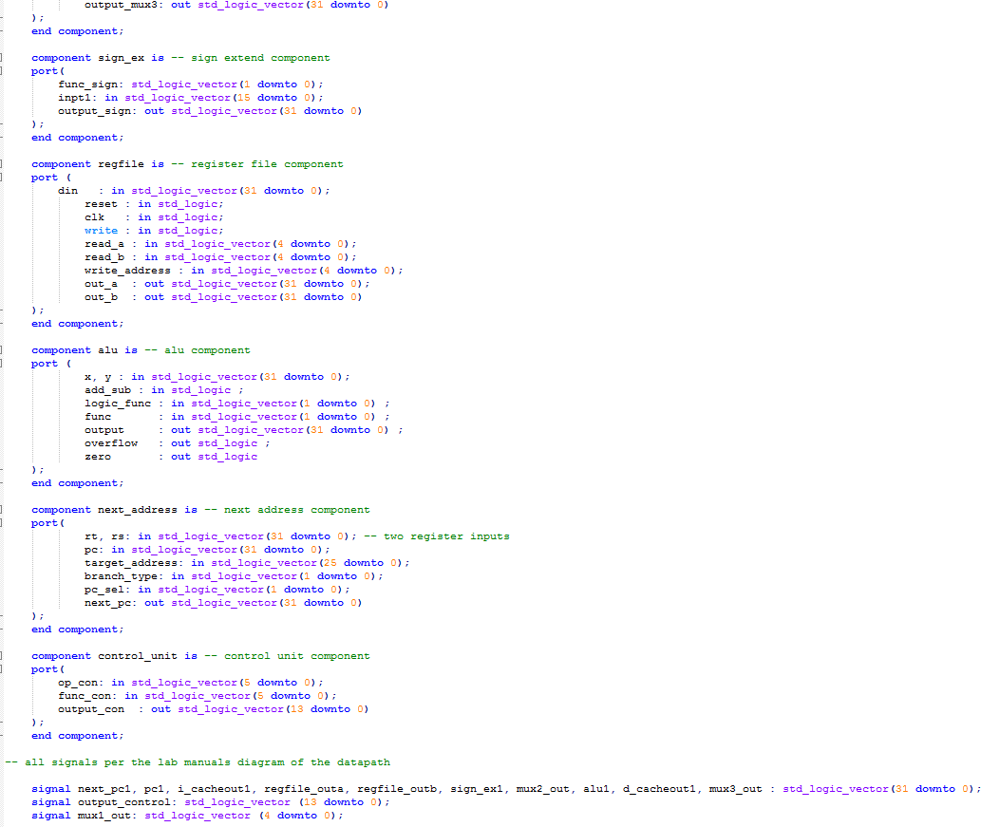 output_mux3: out std_logic_vector(31 downto 0)
);
end component;
component sign_ex is -- sign extend component
port(
func_sign: std_logic_vector(1 downto 0);
inpt1: in std_logic_vector(15 downto 0);
output_sign: out std_logic_vector(31 downto 0)
);
end component;
component regfile is -- register file component
port (
din   : in std_logic_vector(31 downto 0);
reset : in std_logic;
clk   : in std_logic;
write : in std_logic;
read_a : in std_logic_vector(4 downto 0);
read_b : in std_logic_vector(4 downto 0);
write_address : in std_logic_vector(4 downto 0);
out_a  : out std_logic_vector(31 downto 0);
out_b  : out std_logic_vector(31 downto 0)
);
end component;
component alu is -- alu component
port (
x, y : in std_logic_vector(31 downto 0);
add_sub : in std_logic ;
logic_func : in std_logic_vector(1 downto 0) ;
func       : in std_logic_vector(1 downto 0) ;
output     : out std_logic_vector(31 downto 0) ;
overflow   : out std_logic ;
zero       : out std_logic
);
end component;
component next_address is -- next address component
port(
rt, rs: in std_logic_vector(31 downto 0); -- two register inputs
pc: in std_logic_vector(31 downto 0);
target_address: in std_logic_vector(25 downto 0);
branch_type: in std_logic_vector(1 downto 0);
pc_sel: in std_logic_vector(1 downto 0);
next_pc: out std_logic_vector(31 downto 0)
);
end component;
component control_unit is -- control unit component
port(
op_con: in std_logic_vector(5 downto 0);
func_con: in std_logic_vector(5 downto 0);
output_con  : out std_logic_vector(13 downto 0)
);
end component;
-- all signals per the lab manuals diagram of the datapath
signal next_pc1, pc1, i_cacheout1, regfile_outa, regfile_outb, sign_ex1, mux2_out, alu1, d_cacheout1, mux3_out : std_logic_vector(31 downto 0);
signal output_control: std_logic_vector (13 downto 0);
signal mux1_out: std_logic_vector (4 downto 0);